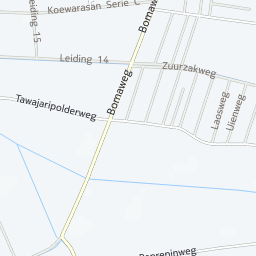 Koewarasan Serie C
Leiding 15
Bomaweg
Leiding 14
Zuurzakweg
Bomaweg
Tawajaripolderweg
Laosweg
Uienweg